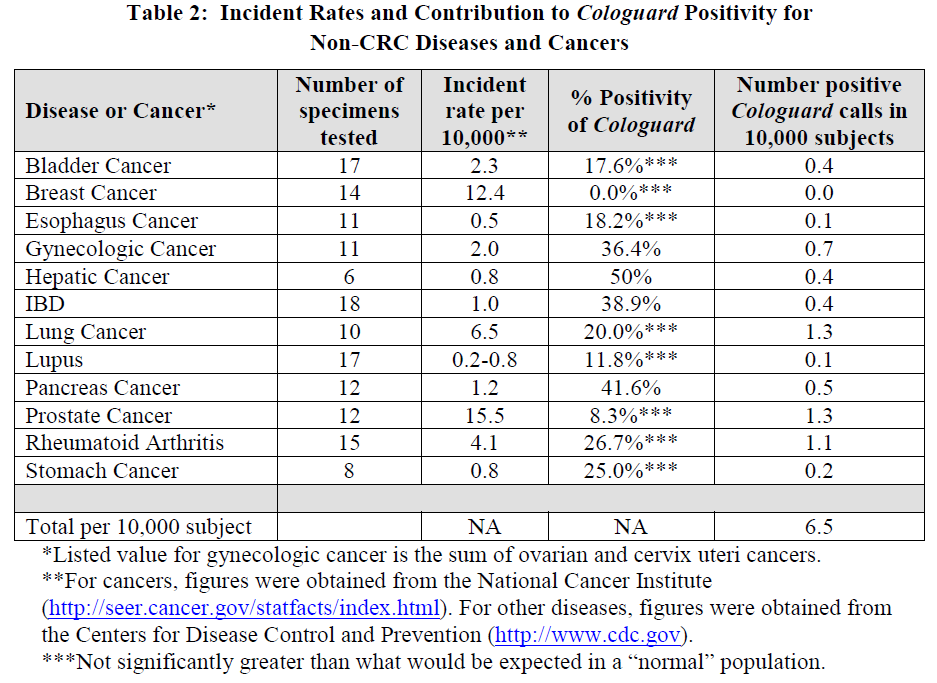 Table 2: Incident Rates and Contribution to Cologuard Positivity for
Non-CRC Diseases and Cancers
Disease or Cancer* Number of specimens tested Incident rate per 10,000** % Positivity of Cologuard Number positive Cologuard calls in 10,000 subjects
Bladder Cancer 17 2.3 17.6%*** 0.4
Breast Cancer 14 12.4 0.0%*** 0.0
Esophagus Cancer 11 0.5 18.2%*** 0.1
Gynecologic Cancer 11 2.0 36.4% 0.7
Hepatic Cancer 6 0.8 50% 0.4
IBD 18 1.0 38.9% 0.4
Lung Cancer 10 6.5 20.0%*** 1.3
Lupus 17 0.2-0.8 11.8%*** 0.1
Pancreas Cancer 12 1.2 41.6% 0.5
Prostate Cancer 12 15.5 8.3%*** 1.3
Rheumatoid Arthritis 15 4.1 26.7%*** 1.1
Stomach Cancer 8 0.8 25.0%*** 0.2
Total per 10,000 subject NA NA 6.5
*Listed value for gynecologic cancer is the sum of ovarian and cervix uteri cancers.
**For cancers, figures were obtained from the National Cancer Institute
(http://seer.cancer.gov/statfacts/index.html). For other diseases, figures were obtained from
the Centers for Disease Control and Prevention (http://www.cdc.gov).
***Not significantly greater than what would be expected in a “normal” population.